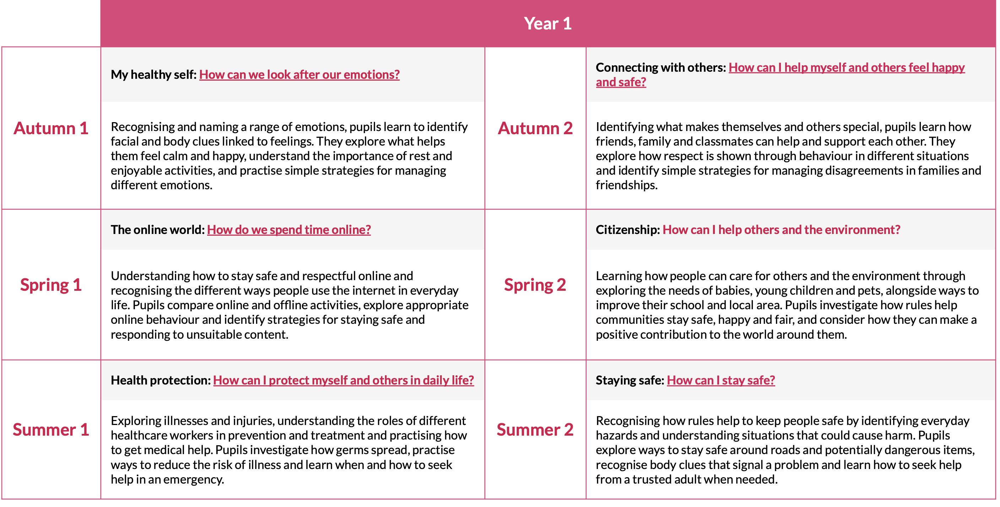 Year 1
Autumn 1
My healthy self: How can we look after our emotions?
Recognising and naming a range of emotions, pupils learn to identify
facial and body clues linked to feelings. They explore what helps
them feel calm and happy, understand the importance of rest and
enjoyable activities, and practise simple strategies for managing
different emotions.
Autumn 2
Connecting with others: How can I help myself and others feel happy
and safe?
Identifying what makes themselves and others special, pupils learn how
friends, family and classmates can help and support each other. They
explore how respect is shown through behaviour in different situations
and identify simple strategies for managing disagreements in families and
friendships.
Spring 1
The online world: How do we spend time online?
Understanding how to stay safe and respectful online and
recognising the different ways people use the internet in everyday
life. Pupils compare online and offline activities, explore appropriate
online behaviour and identify strategies for staying safe and
responding to unsuitable content.
Spring 2
Citizenship: How can I help others and the environment?
Learning how people can care for others and the environment through
exploring the needs of babies, young children and pets, alongside ways to
improve their school and local area. Pupils investigate how rules help
communities stay safe, happy and fair, and consider how they can make a
positive contribution to the world around them.
Summer 1
Health protection: How can I protect myself and others in daily life?
Exploring illnesses and injuries, understanding the roles of different
healthcare workers in prevention and treatment and practising how
to get medical help. Pupils investigate how germs spread, practise
ways to reduce the risk of illness and learn when and how to seek
help in an emergency.
Summer 2
Staying safe: How can I stay safe?
Recognising how rules help to keep people safe by identifying everyday
hazards and understanding situations that could cause harm. Pupils
explore ways to stay safe around roads and potentially dangerous items,
recognise body clues that signal a problem and learn how to seek help
from a trusted adult when needed.